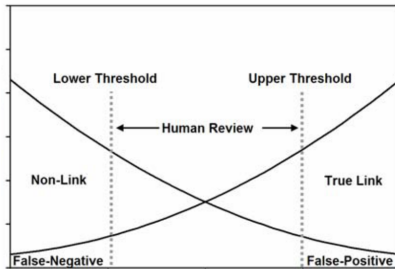 Lower Threshold
Upper Threshold
Human Review
Non-Link
True Link
False-Negative
False-Positive